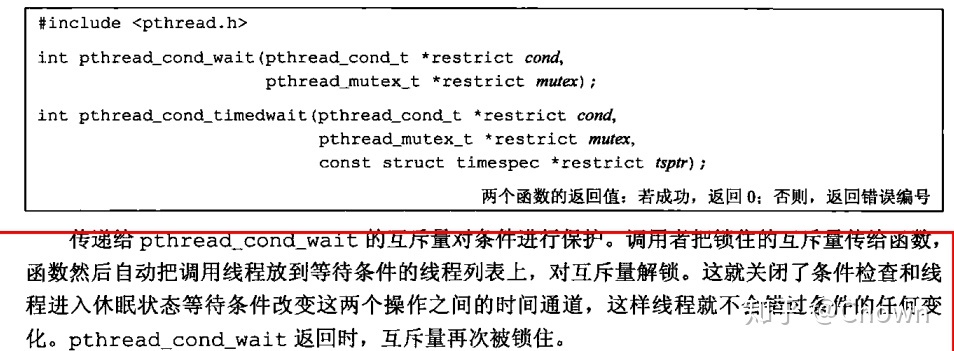 #include <pthread.h>
int pthread_cond_wait(pthread_cond_t *restrict cond,
pthread_mutex_t *restrict mutex);
int pthread_cond_timedwait(pthread_cond_t *restrict cond,
pthread_mutex_t *restrict mutex,
const struct timespec *restrict tsptr);
两个函数的返回值：若成功，返回 0；否则，返回错误编号
传递给 pthread_cond_wait 的互斥量对条件进行保护。调用者把锁住的互斥量传给函数，
函数然后自动把调用线程放到等待条件的线程列表上，对互斥量解锁。这就关闭了条件检查和线
程进入休眠状态等待条件改变这两个操作之间的时间通道，这样线程就不会错过条件的任何变
化。pthread_cond_wait 返回时，互斥量再次被锁住。
知乎 @Chown